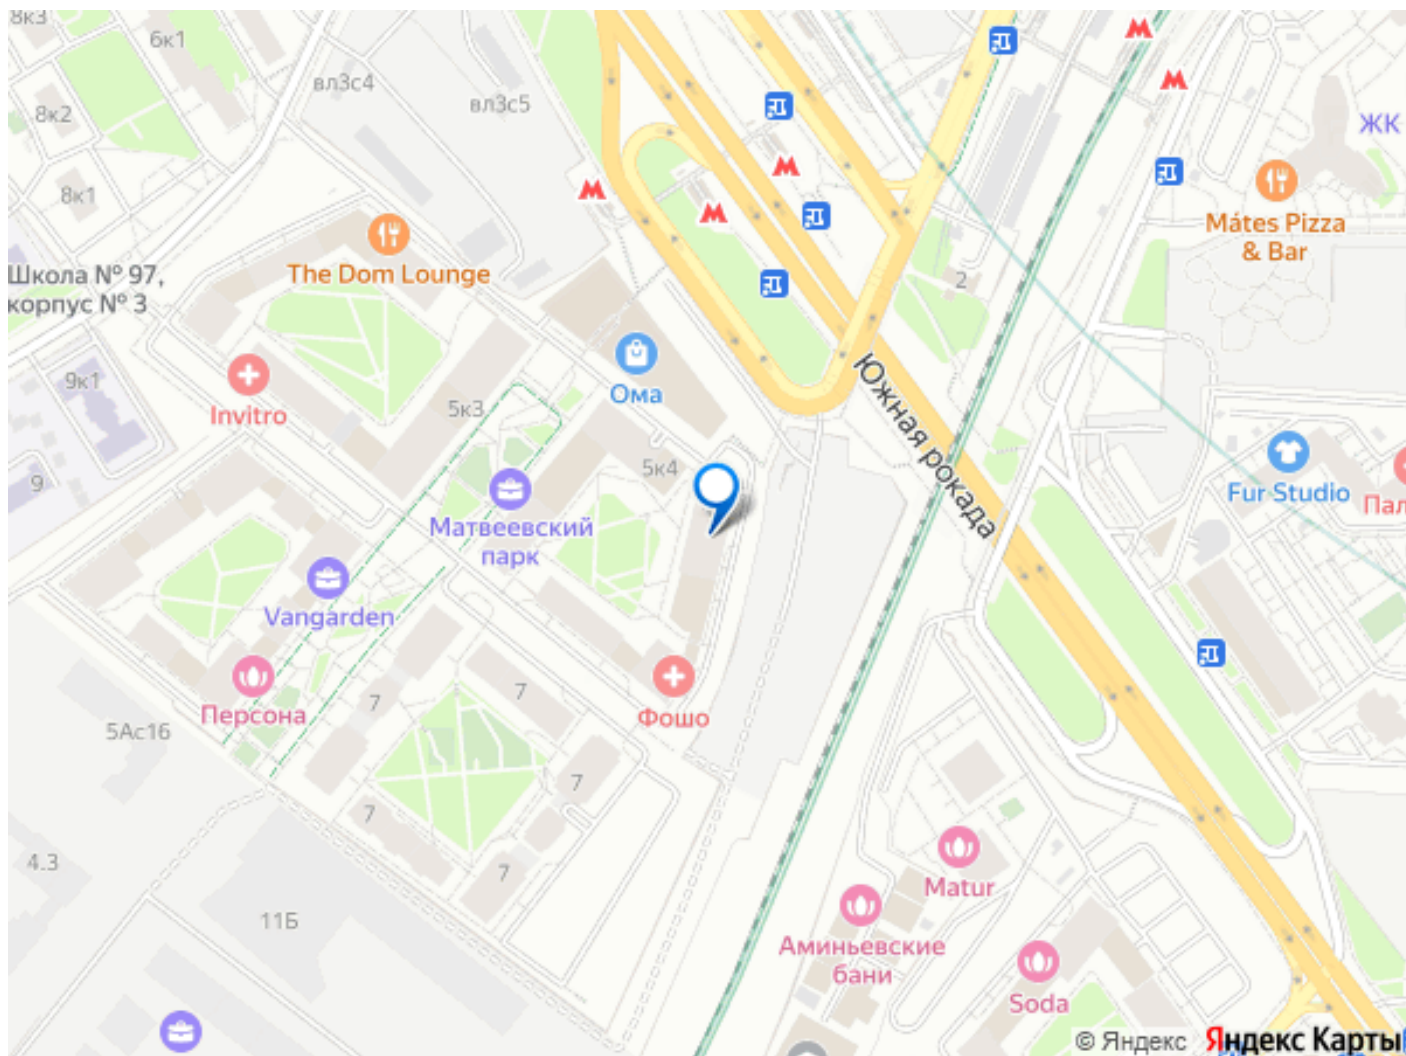 8к3
6к1
вл3с4
вл3с5
8к2
8к1
ЖК
Mátes Pizza
& Bar
2
The Dom Lounge
Школа № 97,
корпус № 3
9к1
Invitro
Ома
5к3
Южная рокада
5к4
9
Матвеевский
парк
Fur Studio
Пал
Vangarden
Персона
7
7
Фошо
5Ас16
7
7
4.3
7
11Б
Matur
Аминьевские
бани
Soda
© Яндекс Яндекс Карты